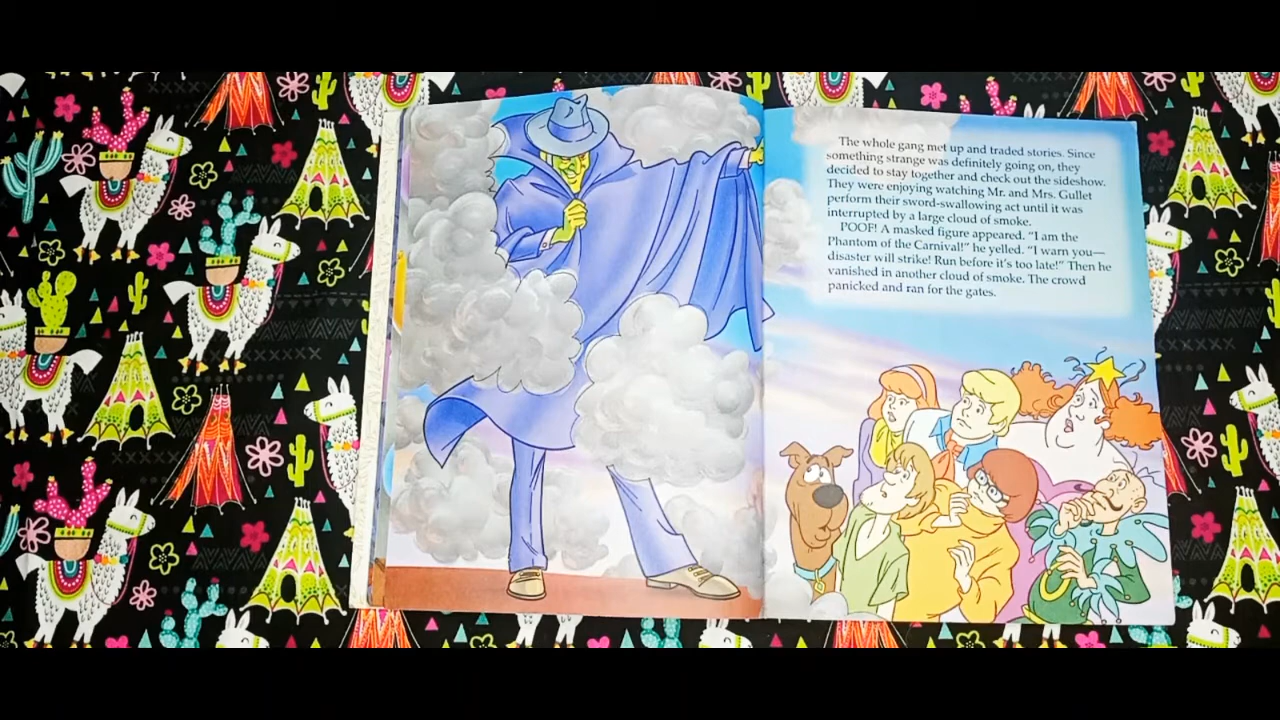 The whole gang met up and traded stories. Since
something strange was definitely going on, they
decided to stay together and check out the sideshow.
They were enjoying watching Mr. and Mrs. Gullet
perform their sword-swallowing act until it was
interrupted by a large cloud of smoke.
POOF! A masked figure appeared. “I am the
Phantom of the Carnival!” he yelled. “I warn you—
disaster will strike! Run before it’s too late!” Then he
vanished in another cloud of smoke. The crowd
panicked and ran for the gates.